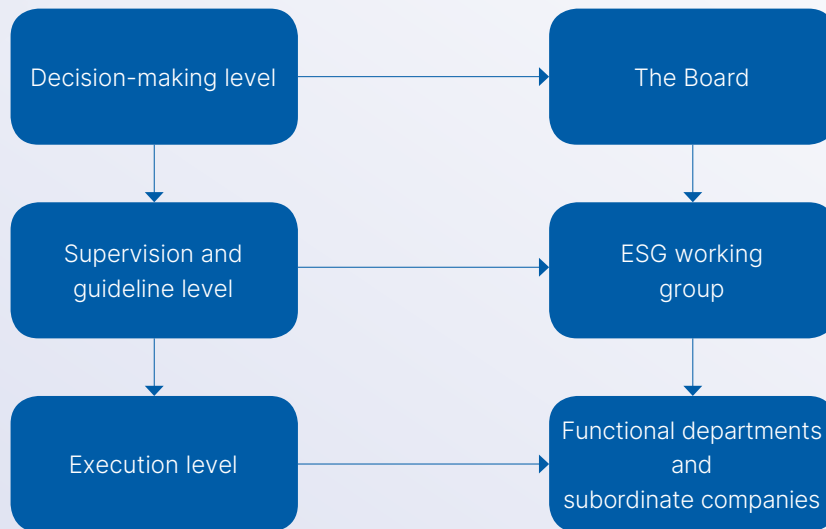 Decision-making level
The Board
Supervision and
guideline level
ESG working
group
Execution level
Functional departments
and
subordinate companies